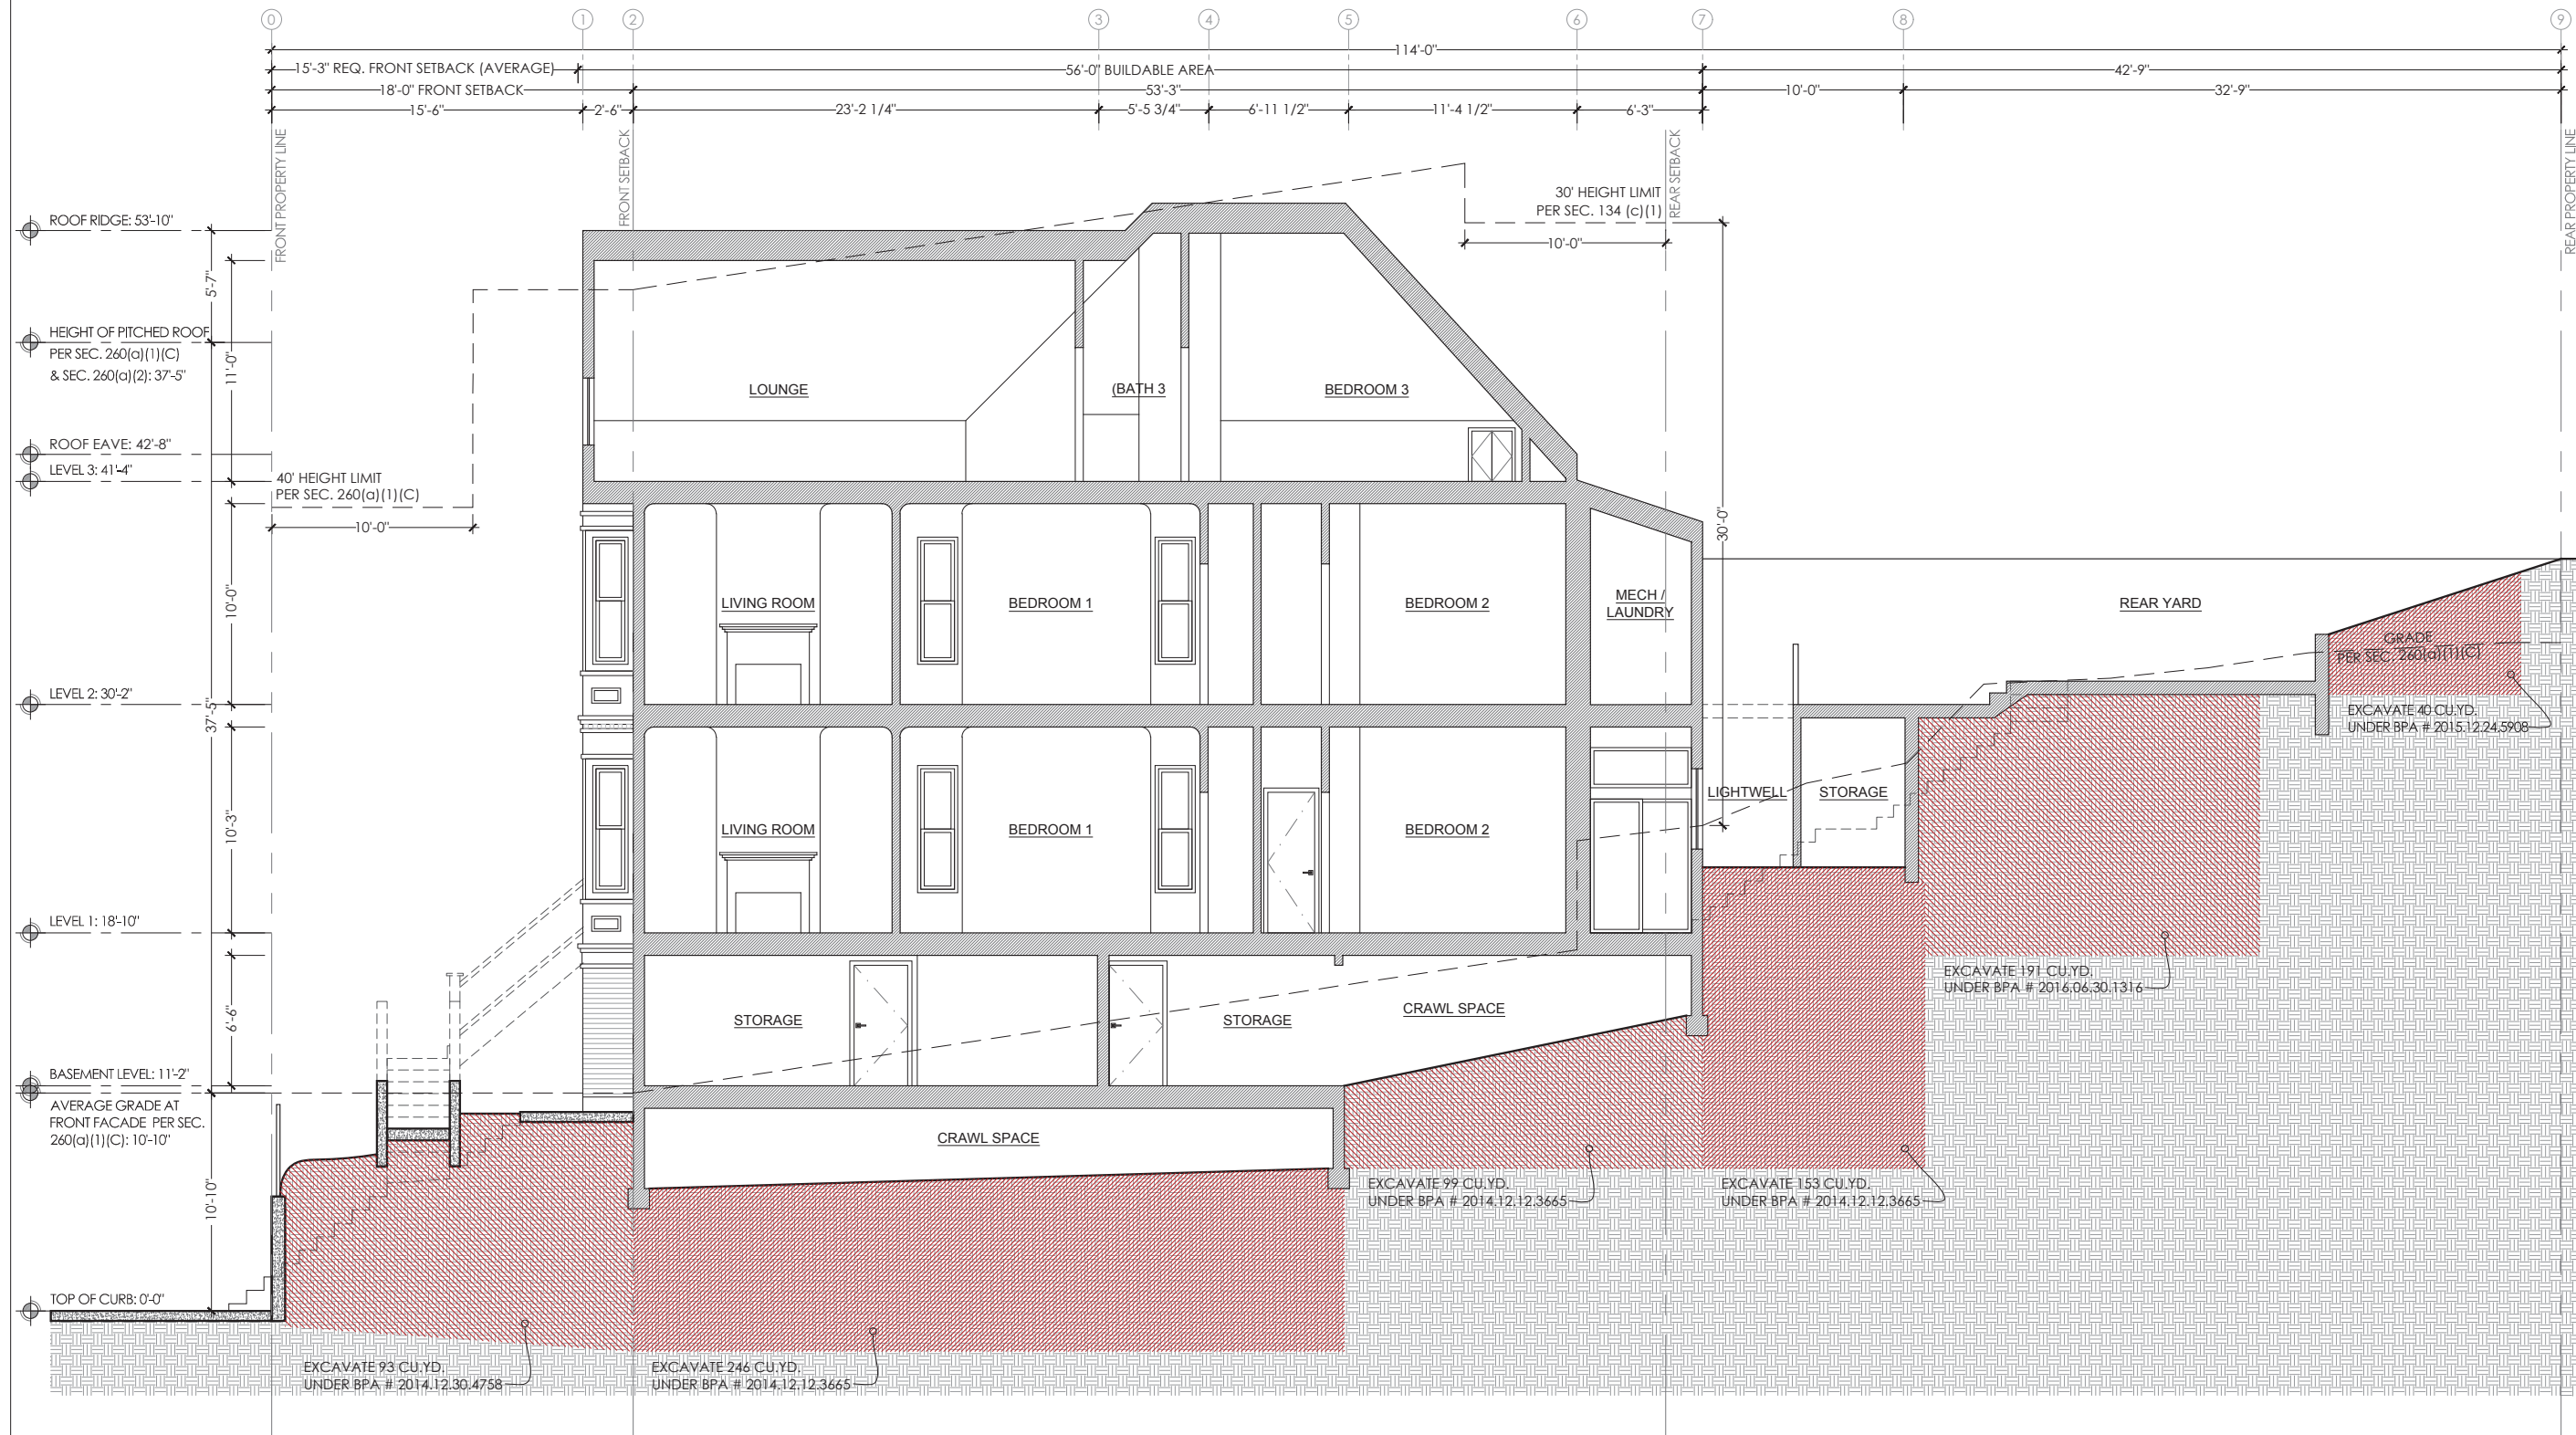 0 1 2 3 4 5 6 7 8 9
114'-0"
15'-3" REQ. FRONT SETBACK (AVERAGE)
56'-0" BUILDABLE AREA
42'-9"
18'-0" FRONT SETBACK
53'-3"
10'-0"
32'-9"
15'-6"
2'-6"
23'-2 1/4"
5'-5 3/4"
6'-11 1/2"
11'-4 1/2"
6'-3"
FRONT PROPERTY LINE
FRONT SETBACK
REAR SETBACK
REAR PROPERTY LINE
30' HEIGHT LIMIT
PER SEC. 134 (c)(1)
10'-0"
ROOF RIDGE: 53'-10"
5'-7"
HEIGHT OF PITCHED ROOF
PER SEC. 260(a)(1)(C)
& SEC. 260(a)(2): 37'-5"
11'-0"
LOUNGE
(BATH 3
BEDROOM 3
ROOF EAVE: 42'-8"
LEVEL 3: 41'-4"
40' HEIGHT LIMIT
PER SEC. 260(a)(1)(C)
10'-0"
30'-0"
10'-0"
LIVING ROOM
BEDROOM 1
BEDROOM 2
MECH /
LAUNDRY
REAR YARD
GRADE
PER SEC. 260(a)(1)(C)
LEVEL 2: 30'-2"
37'-5"
EXCAVATE 40 CU.YD.
UNDER BPA # 2015.12.24.5908
10'-3"
LIVING ROOM
BEDROOM 1
BEDROOM 2
LIGHTWELL
STORAGE
LEVEL 1: 18'-10"
EXCAVATE 191 CU.YD.
UNDER BPA # 2016.06.30.1316
6'-6"
STORAGE
STORAGE
CRAWL SPACE
BASEMENT LEVEL: 11'-2"
AVERAGE GRADE AT
FRONT FACADE PER SEC.
260(a)(1)(C): 10'-10"
CRAWL SPACE
10'-10"
EXCAVATE 99 CU.YD.
UNDER BPA # 2014.12.12.3665
EXCAVATE 153 CU.YD.
UNDER BPA # 2014.12.12.3665
TOP OF CURB: 0'-0"
EXCAVATE 93 CU.YD.
UNDER BPA # 2014.12.30.4758
EXCAVATE 246 CU.YD.
UNDER BPA # 2014.12.12.3665